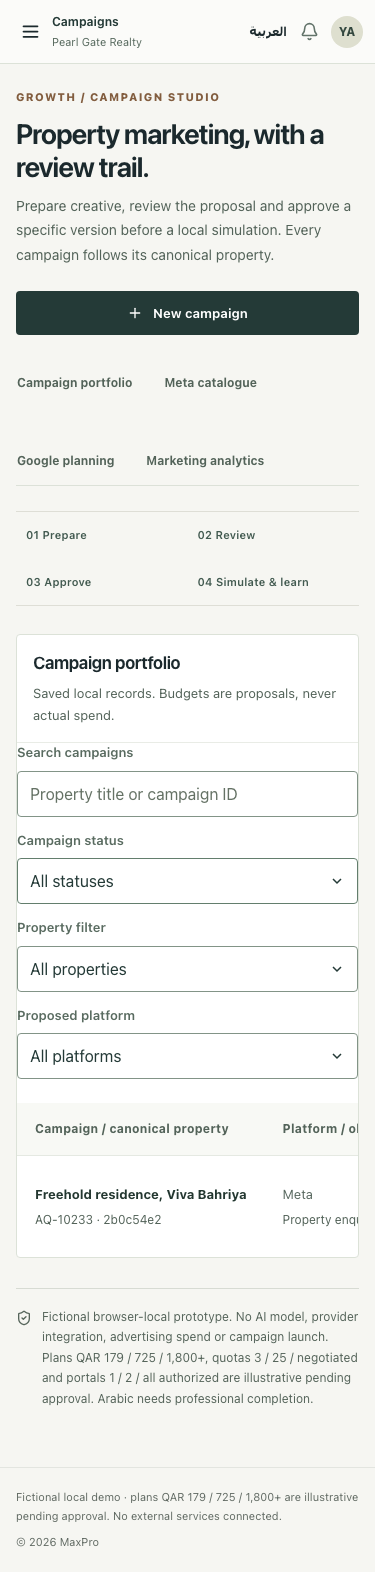 Campaigns
Pearl Gate Realty
العربية
YA
GROWTH / CAMPAIGN STUDIO
Property marketing, with a
review trail.
Prepare creative, review the proposal and approve a
specific version before a local simulation. Every
campaign follows its canonical property.
New campaign
Campaign portfolio
Meta catalogue
Google planning
Marketing analytics
01 Prepare
02 Review
03 Approve
04 Simulate & learn
Campaign portfolio
Saved local records. Budgets are proposals, never
actual spend.
Search campaigns
Property title or campaign ID
Campaign status
All statuses
Property filter
All properties
Proposed platform
All platforms
Campaign / canonical property
Platform /
Freehold residence, Viva Bahriya
Meta
AQ-10233 · 2b0c54e2
Property
Fictional browser-local prototype. No AI model, provider
integration, advertising spend or campaign launch.
Plans QAR 179 / 725 / 1,800+, quotas 3 / 25 / negotiated
and portals 1 / 2 / all authorized are illustrative pending
approval. Arabic needs professional completion.
Fictional local demo · plans QAR 179 / 725 / 1,800+ are illustrative
pending approval. No external services connected.
© 2026 MaxPro